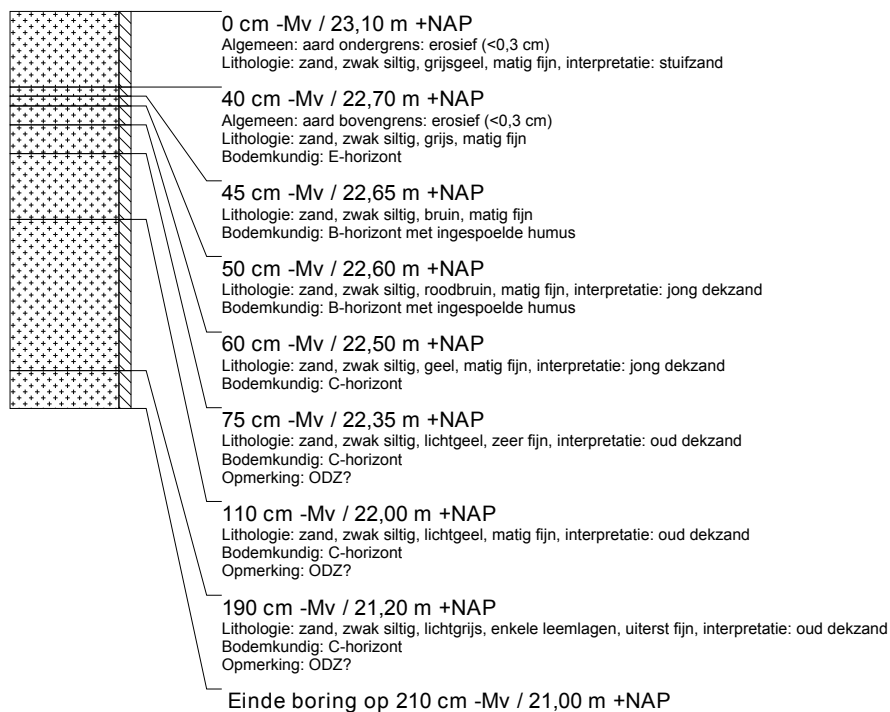 0 cm -Mv / 23,10 m +NAP
Algemeen: aard ondergrens: erosief (<0,3 cm)
Lithologie: zand, zwak siltig, grijsgeel, matig fijn, interpretatie: stuifzand
40 cm -Mv / 22,70 m +NAP
Algemeen: aard bovengrens: erosief (<0,3 cm)
Lithologie: zand, zwak siltig, grijs, matig fijn
Bodemkundig: E-horizont
45 cm -Mv / 22,65 m +NAP
Lithologie: zand, zwak siltig, bruin, matig fijn
Bodemkundig: B-horizont met ingespoelde humus
50 cm -Mv / 22,60 m +NAP
Lithologie: zand, zwak siltig, roodbruin, matig fijn, interpretatie: jong dekzand
Bodemkundig: B-horizont met ingespoelde humus
60 cm -Mv / 22,50 m +NAP
Lithologie: zand, zwak siltig, geel, matig fijn, interpretatie: jong dekzand
Bodemkundig: C-horizont
75 cm -Mv / 22,35 m +NAP
Lithologie: zand, zwak siltig, lichtgeel, zeer fijn, interpretatie: oud dekzand
Bodemkundig: C-horizont
Opmerking: ODZ?
110 cm -Mv / 22,00 m +NAP
Lithologie: zand, zwak siltig, lichtgeel, matig fijn, interpretatie: oud dekzand
Bodemkundig: C-horizont
Opmerking: ODZ?
190 cm -Mv / 21,20 m +NAP
Lithologie: zand, zwak siltig, lichtgrijs, enkele leemlagen, uiterst fijn, interpretatie: oud dekzand
Bodemkundig: C-horizont
Opmerking: ODZ?
Einde boring op 210 cm -Mv / 21,00 m +NAP